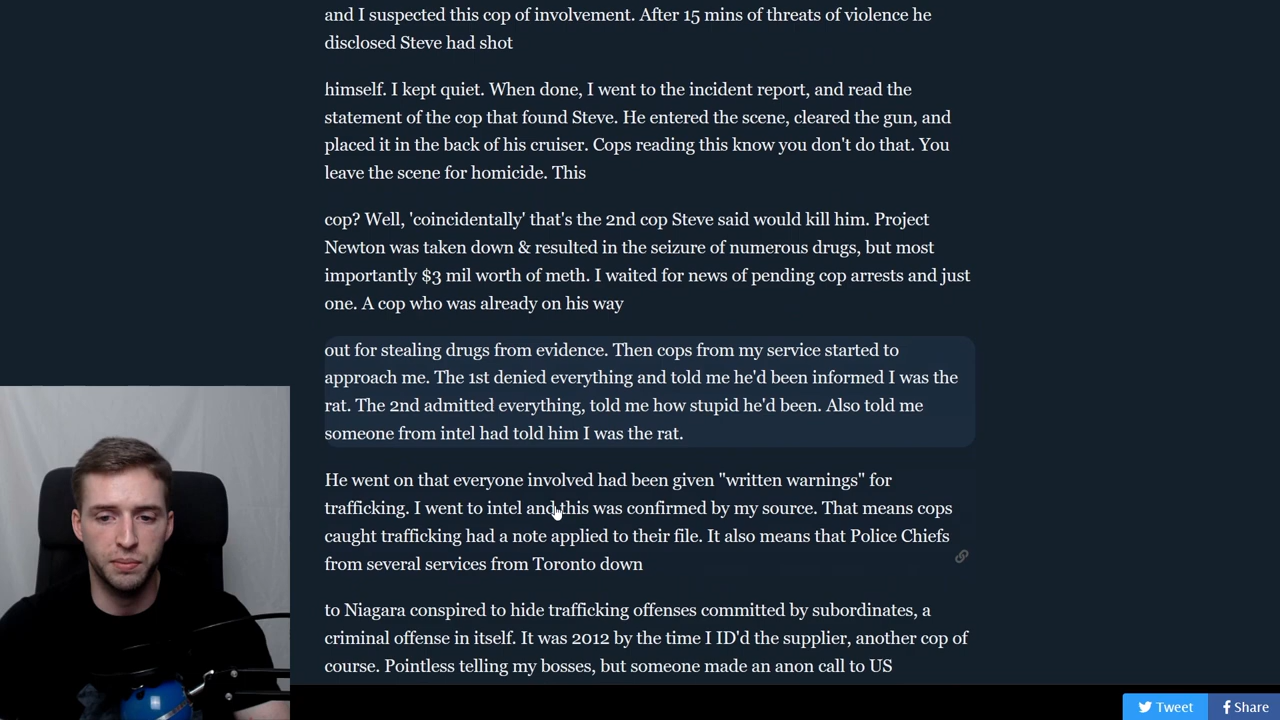 and I suspected this cop of involvement. After 15 mins of threats of violence he
disclosed Steve had shot
himself. I kept quiet. When done, I went to the incident report, and read the
statement of the cop that found Steve. He entered the scene, cleared the gun, and
placed it in the back of his cruiser. Cops reading this know you don't do that. You
leave the scene for homicide. This
cop? Well, 'coincidentally' that's the 2nd cop Steve said would kill him. Project
Newton was taken down & resulted in the seizure of numerous drugs, but most
importantly $3 mil worth of meth. I waited for news of pending cop arrests and just
one. A cop who was already on his way
out for stealing drugs from evidence. Then cops from my service started to
approach me. The 1st denied everything and told me he'd been informed I was the
rat. The 2nd admitted everything, told me how stupid he'd been. Also told me
someone from intel had told him I was the rat.
He went on that everyone involved had been given "written warnings" for
trafficking. I went to intel and this was confirmed by my source. That means cops
caught trafficking had a note applied to their file. It also means that Police Chiefs
from several services from Toronto down
to Niagara conspired to hide trafficking offenses committed by subordinates, a
criminal offense in itself. It was 2012 by the time I ID'd the supplier, another cop of
course. Pointless telling my bosses, but someone made an anon call to US
Tweet
Share